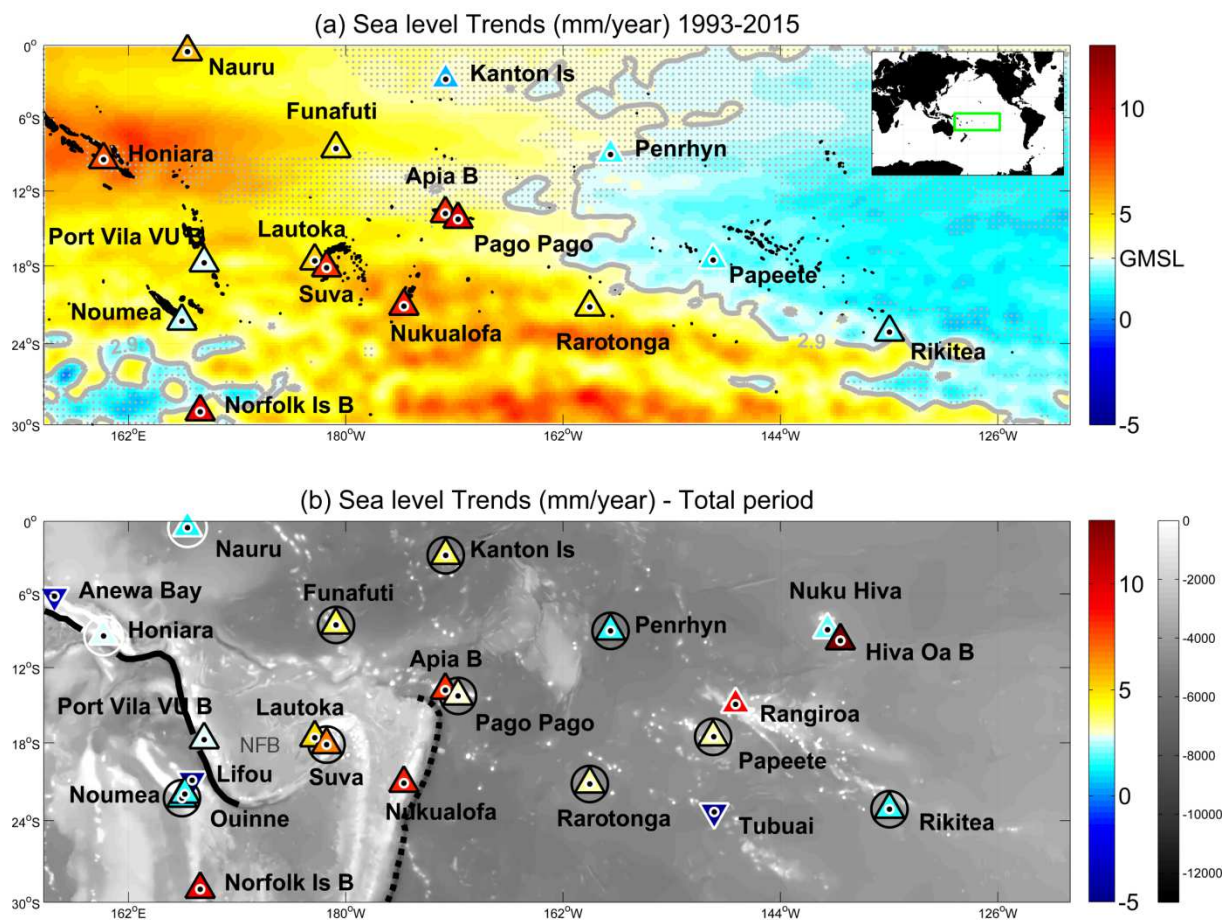 (a) Sea level Trends (mm/year) 1993-2015
0°
6°S
12°S
18°S
24°S
30°S
Nauru
Kanton Is
Funafuti
Honiara
Penrhyn
Apia B
Port Vila VU B
Lautoka
Pago Pago
Suva
Papeete
Noumea
Nukualofa
Rarotonga
2.9
Rikitea
2.9
Norfolk Is B
162°E
180°W
162°W
144°W
126°W
10
5
GMSL
0
-5
(b) Sea level Trends (mm/year) - Total period
0°
6°S
12°S
18°S
24°S
30°S
Nauru
Kanton Is
Anewa Bay
Funafuti
Nuku Hiva
Honiara
Penrhyn
Hiva Oa B
Apia B
Port Vila VU B
Lautoka
Pago Pago
Rangiroa
NFB
Suva
Papeete
Lifou
Noumea
Ouinne
Nukualofa
Rarotonga
Tubuai
Rikitea
Norfolk Is B
162°E
180°W
162°W
144°W
126°W
10
5
0
-5
0
-2000
-4000
-6000
-8000
-10000
-12000